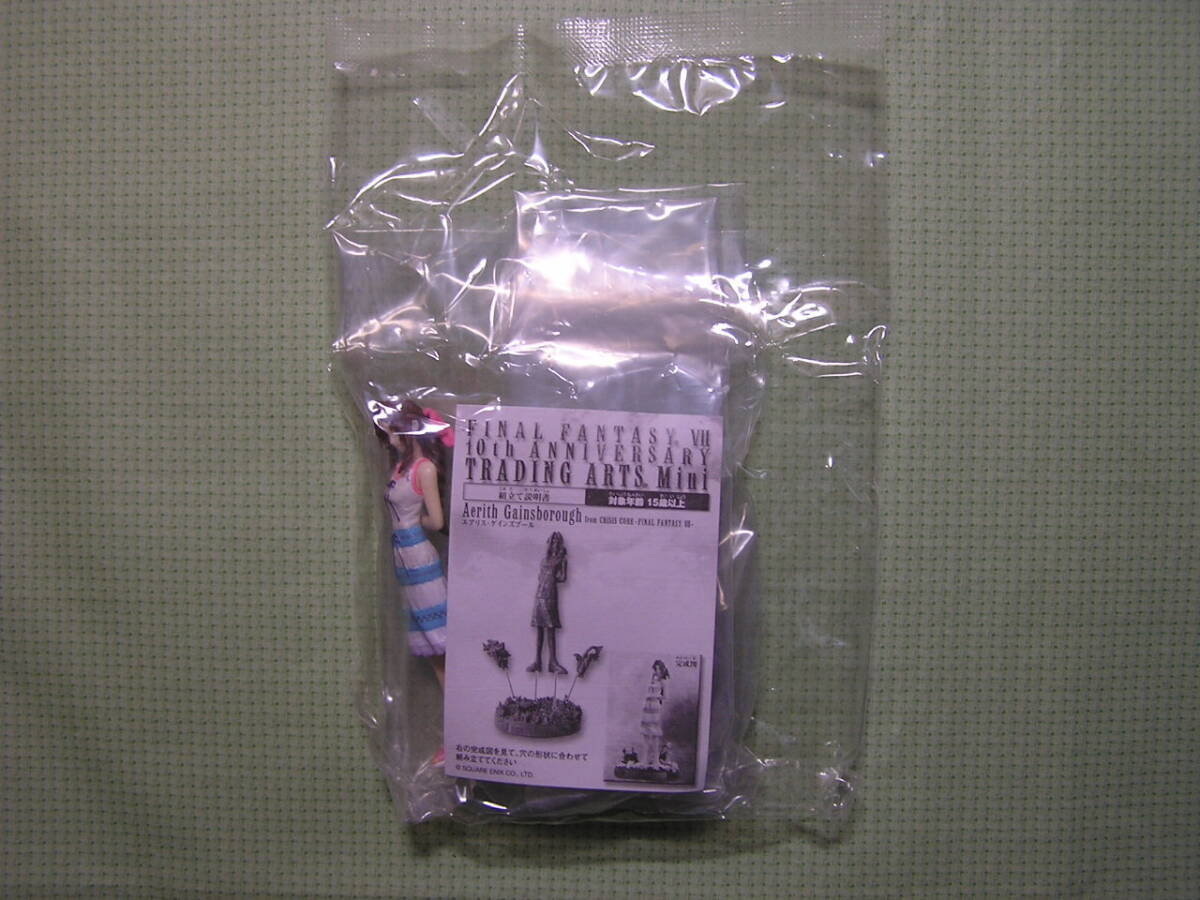 FINAL FANTASY® VII
10th ANNIVERSARY
TRADING ARTS® Mini
組立て説明書
対象年齢 15歳以上
Aerith Gainsborough from CRISIS CORE -FINAL FANTASY VII-
エアリス・ゲインズブール
完成図
右の完成図を見て、穴の形状に合わせて
組み立ててください
© SQUARE ENIX CO., LTD.